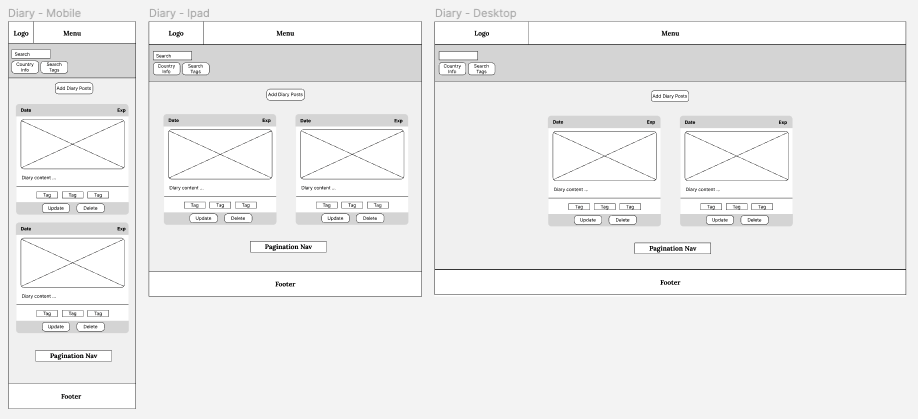 Diary - Mobile
Logo Menu
Search
Country Info
Search Tags
Add Diary Posts
Date Exp
Diary content ...
Tag Tag Tag
Update Delete
Date Exp
Diary content ...
Tag Tag Tag
Update Delete
Pagination Nav
Footer
Diary - Ipad
Logo Menu
Search
Country Info
Search Tags
Add Diary Posts
Date Exp
Diary content ...
Tag Tag Tag
Update Delete
Date Exp
Diary content ...
Tag Tag Tag
Update Delete
Pagination Nav
Footer
Diary - Desktop
Logo Menu
Country Info
Search Tags
Add Diary Posts
Date Exp
Diary content ...
Tag Tag Tag
Update Delete
Date Exp
Diary content ...
Tag Tag Tag
Update Delete
Pagination Nav
Footer